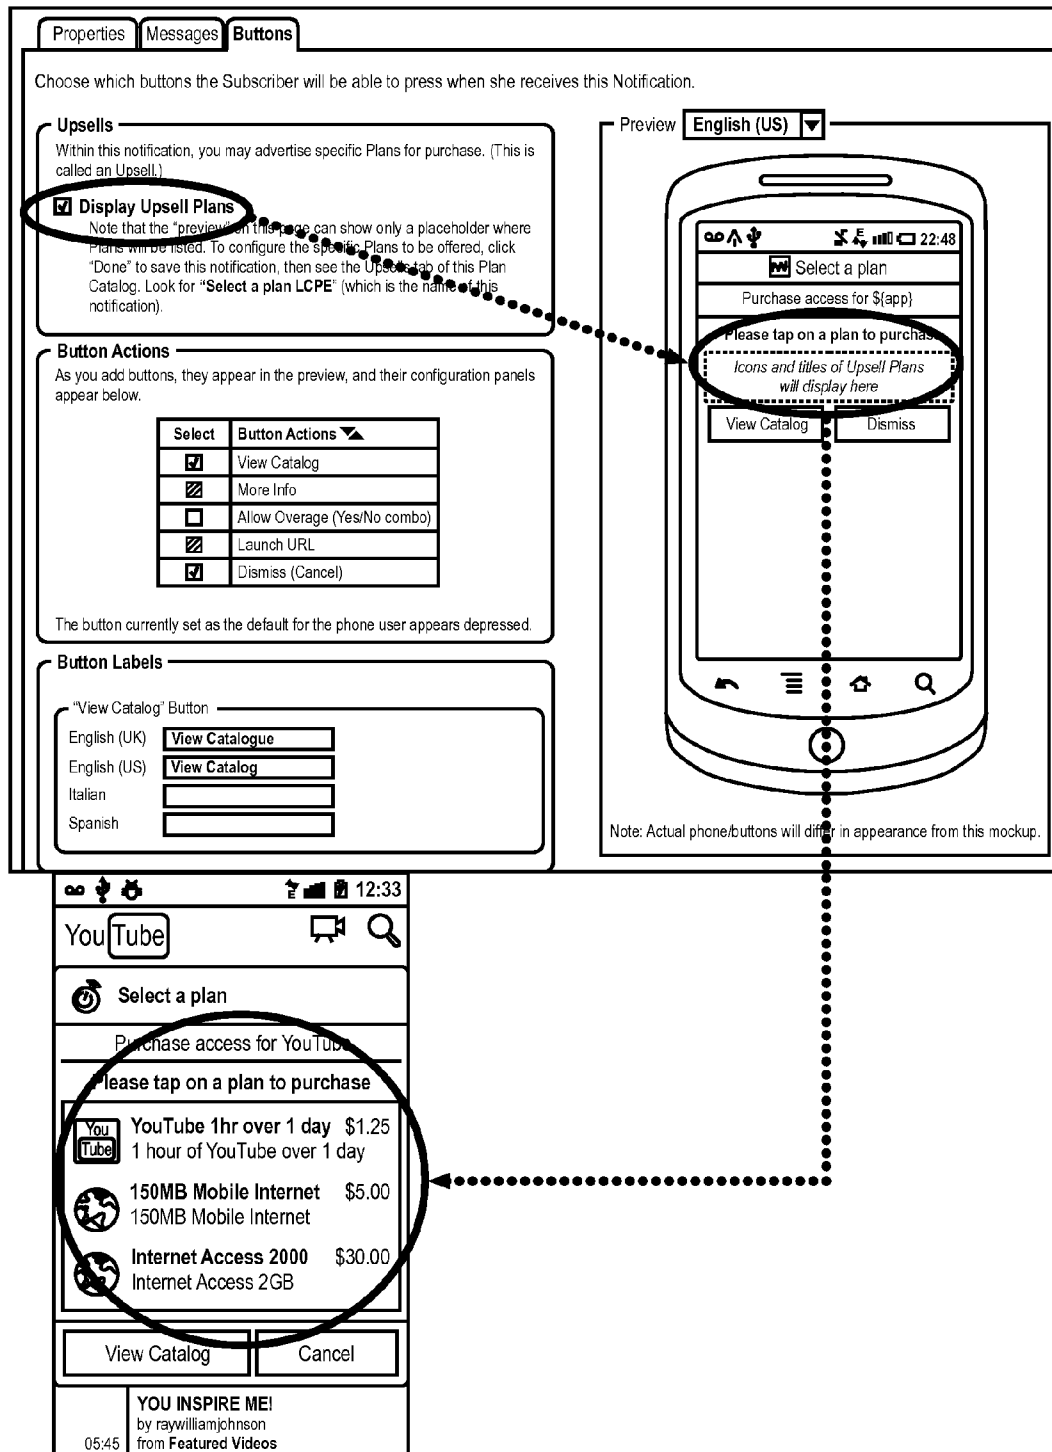 Properties Messages Buttons
Choose which buttons the Subscriber will be able to press when she receives this Notification.
Upsells
Within this notification, you may advertise specific Plans for purchase. (This is
called an Upsell.)
Display Upsell Plans
Note that the "preview" on this page can show only a placeholder where
Plans will be listed. To configure the specific Plans to be offered, click
"Done" to save this notification, then see the Upsells tab of this Plan
Catalog. Look for "Select a plan LCPE" (which is the name of this
notification).
Button Actions
As you add buttons, they appear in the preview, and their configuration panels
appear below.
Select Button Actions
View Catalog
More Info
Allow Overage (Yes/No combo)
Launch URL
Dismiss (Cancel)
The button currently set as the default for the phone user appears depressed.
Button Labels
"View Catalog" Button
English (UK) View Catalogue
English (US) View Catalog
Italian
Spanish
Preview English (US)
E 22:48
Select a plan
Purchase access for ${app}
Please tap on a plan to purchase
Icons and titles of Upsell Plans
will display here
View Catalog Dismiss
Note: Actual phone/buttons will differ in appearance from this mockup.
E 12:33
YouTube
Select a plan
Purchase access for YouTube
Please tap on a plan to purchase
You
Tube
YouTube 1hr over 1 day $1.25
1 hour of YouTube over 1 day
150MB Mobile Internet $5.00
150MB Mobile Internet
Internet Access 2000 $30.00
Internet Access 2GB
View Catalog Cancel
YOU INSPIRE ME!
by raywilliamjohnson
05:45 from Featured Videos